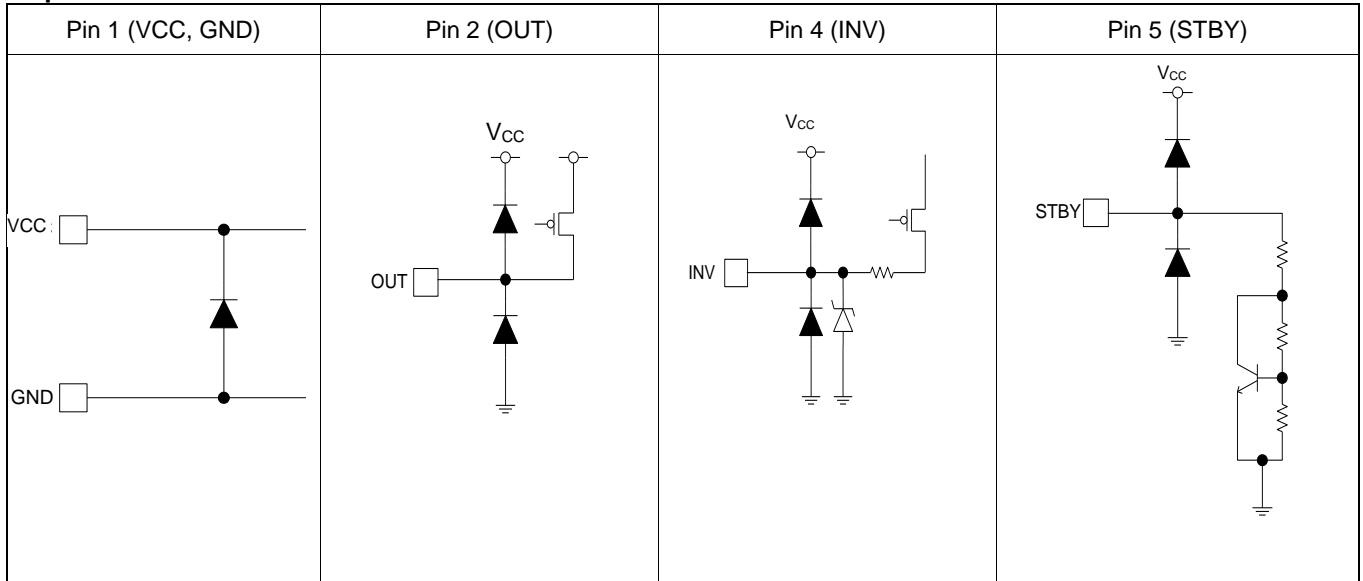 Pin 1 (VCC, GND)
Pin 2 (OUT)
Pin 4 (INV)
Pin 5 (STBY)
VCC :
GND
VCC
OUT
VCC
INV
VCC
STBY